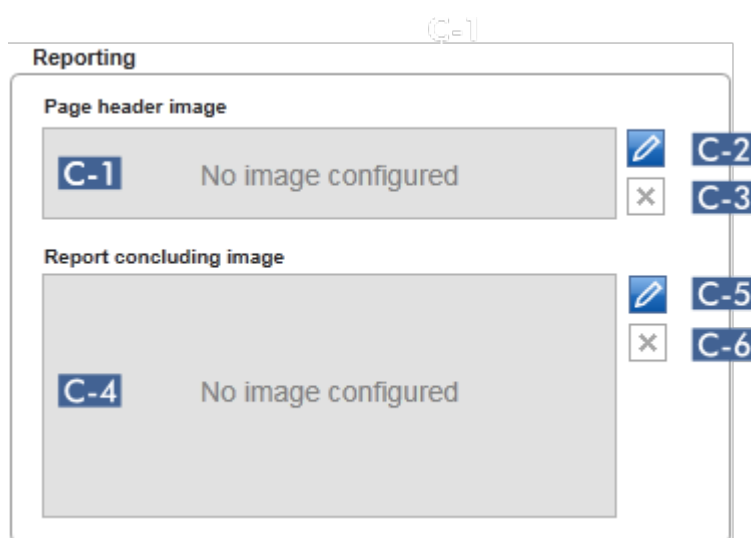 C-1
Reporting
Page header image
C-1 No image configured
C-2
C-3
Report concluding image
C-5
C-6
C-4 No image configured